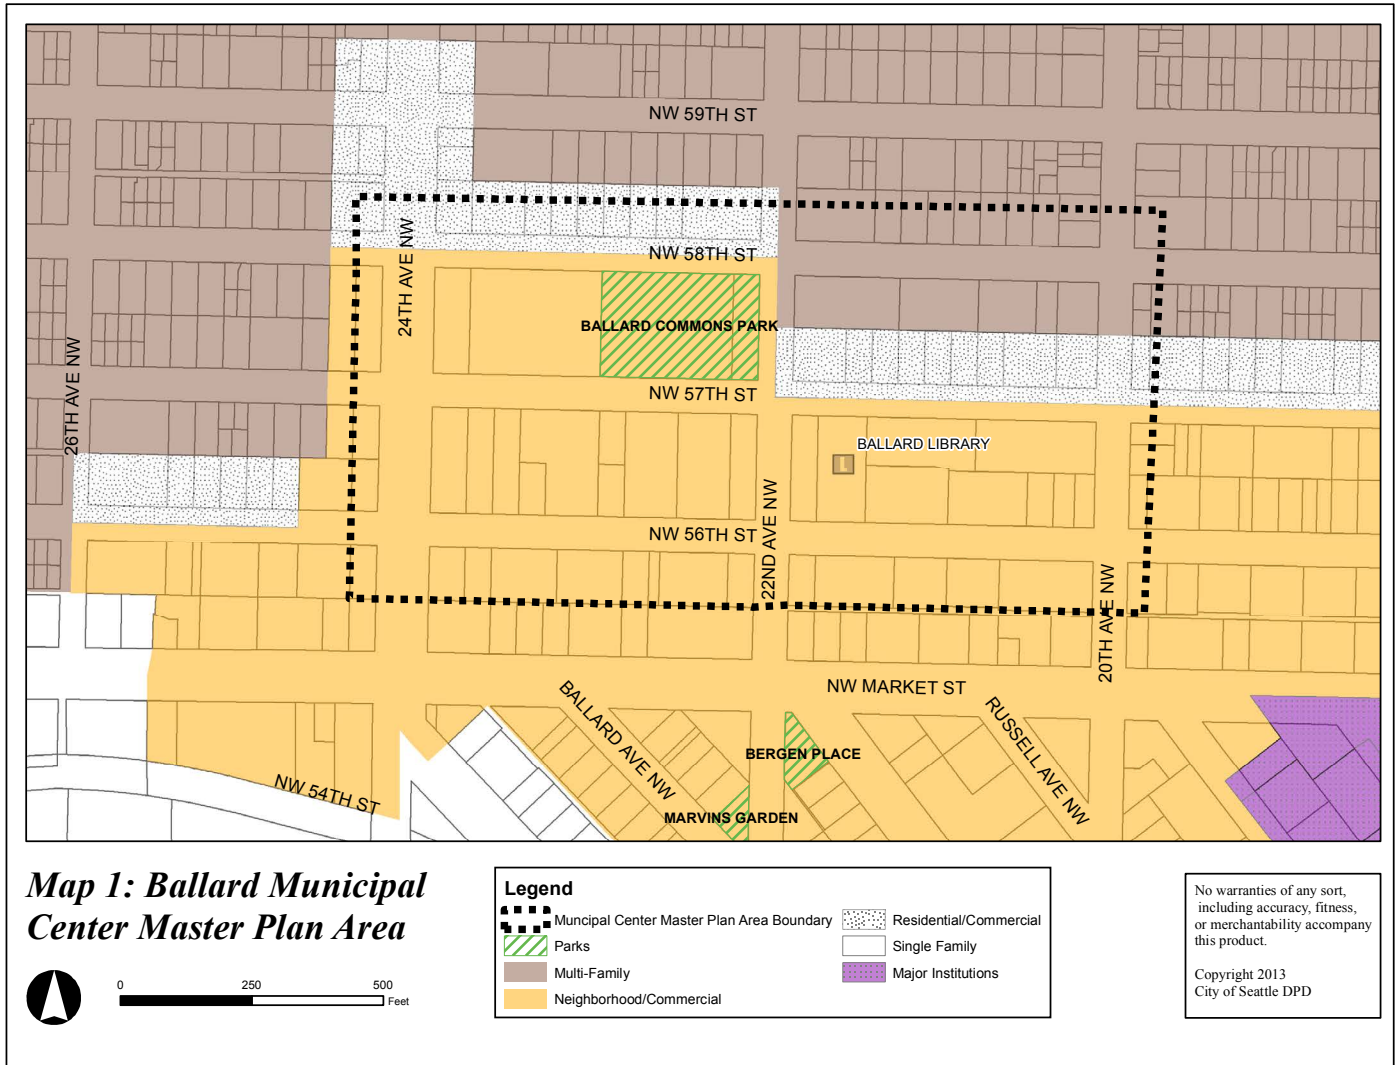 NW 59TH ST
24TH AVE NW
NW 58TH ST
BALLARD COMMONS PARK
26TH AVE NW
NW 57TH ST
BALLARD LIBRARY
L
22ND AVE NW
NW 56TH ST
20TH AVE NW
NW MARKET ST
BALLARD AVE NW
RUSSELL AVE NW
BERGEN PLACE
NW 54TH ST
MARVINS GARDEN
Map 1: Ballard Municipal
Center Master Plan Area
0 250 500
Feet
Legend
Muncipal Center Master Plan Area Boundary
Parks
Multi-Family
Neighborhood/Commercial
Residential/Commercial
Single Family
Major Institutions
No warranties of any sort,
including accuracy, fitness,
or merchantability accompany
this product.
Copyright 2013
City of Seattle DPD